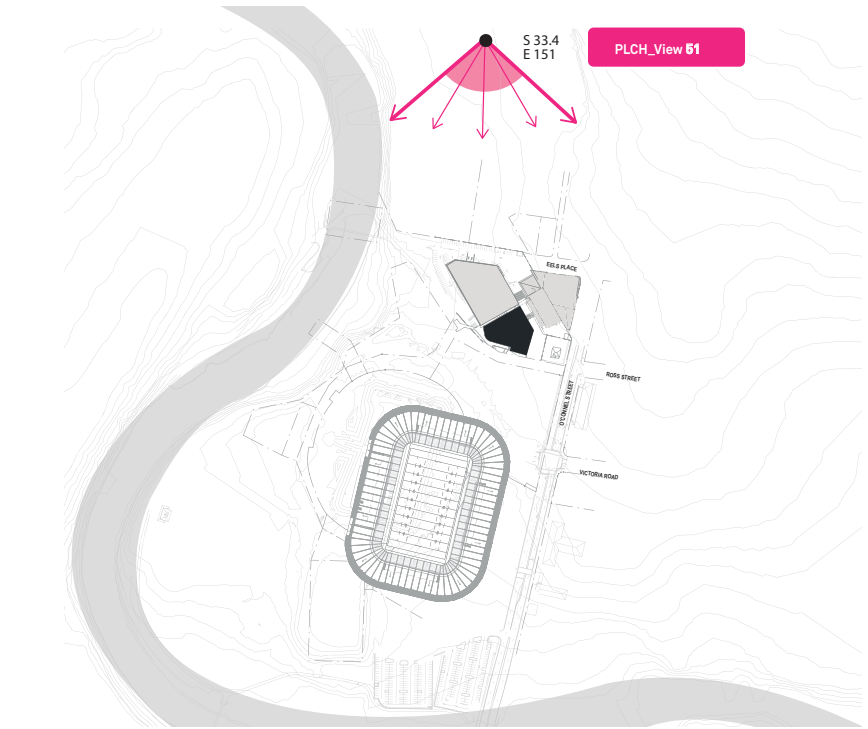 S 33.4
E 151
PLCH_View 51
EELS PLACE
ROSS STREET
O'CONNELL STREET
VICTORIA ROAD